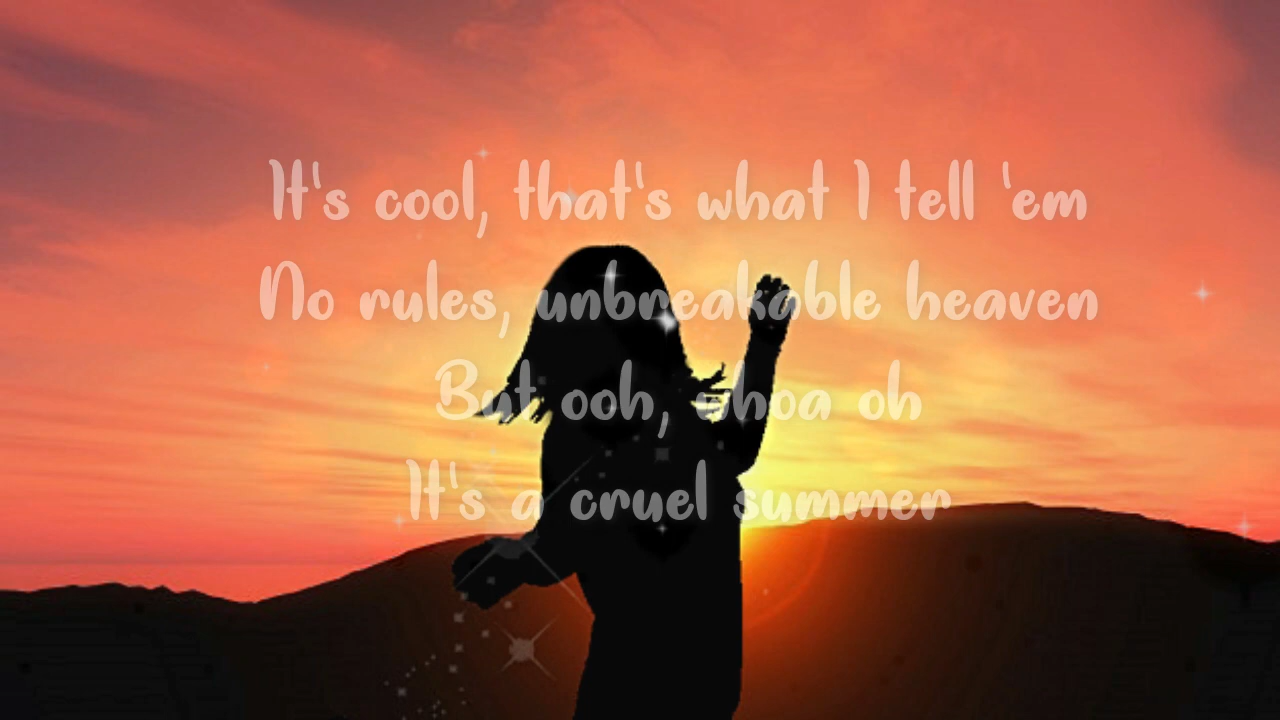 It's cool, that's what I tell 'em
No rules, unbreakable heaven
But ooh, whoa oh
It's a cruel summer